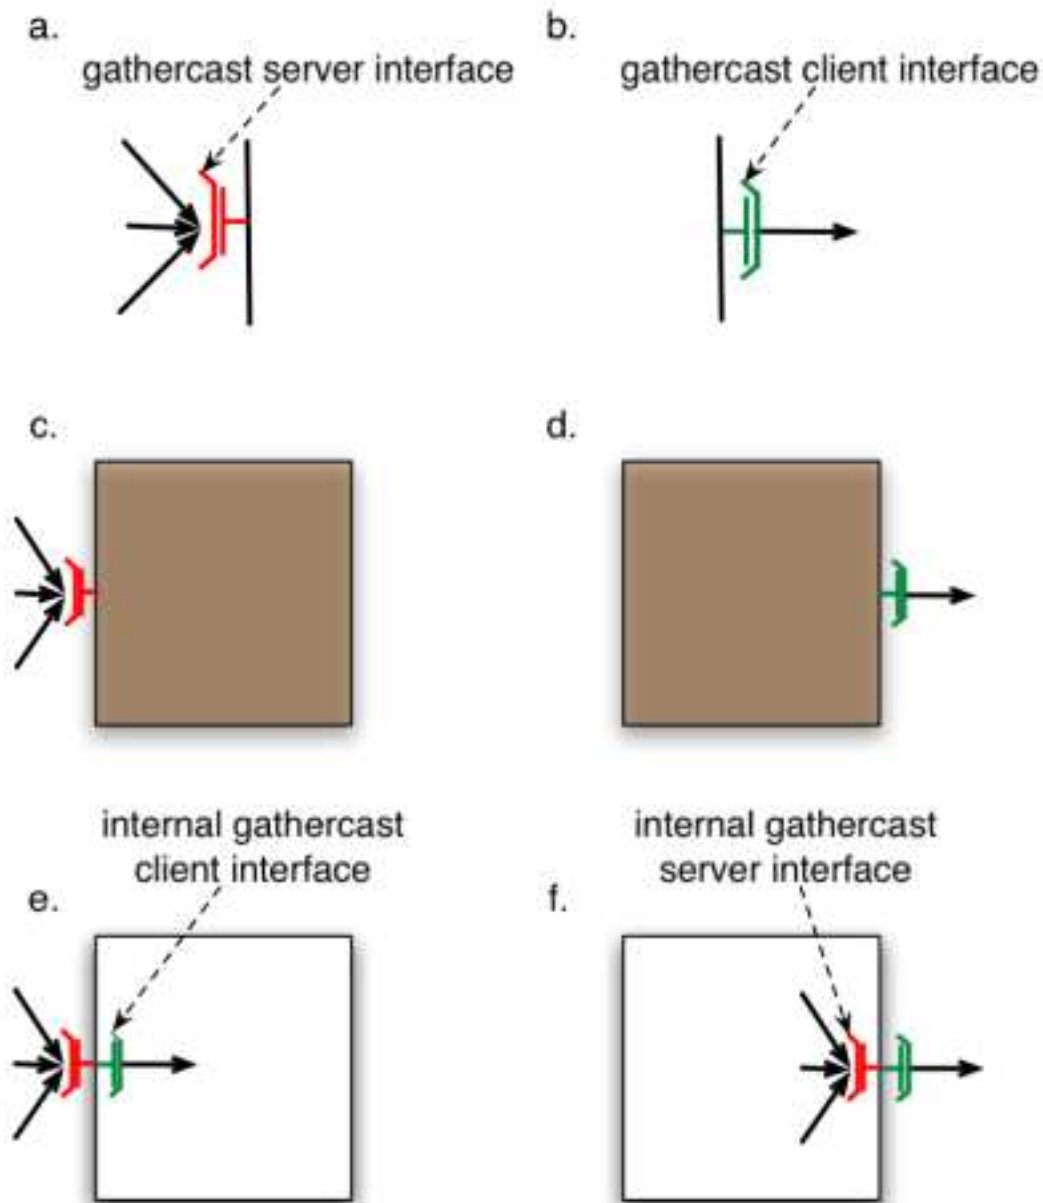 a.
gathercast server interface
b.
gathercast client interface
c.
d.
internal gathercast
client interface
e.
internal gathercast
server interface
f.